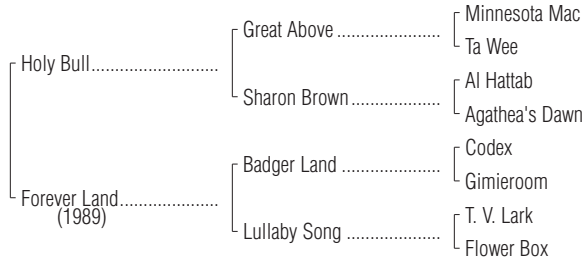 Minnesota Mac
Great Above ........................
Ta Wee
Holy Bull.............................
Al Hattab
Sharon Brown .....................
Agathea's Dawn
Codex
Badger Land .......................
Gimieroom
Forever Land.......................
(1989)
T. V. Lark
Lullaby Song ......................
Flower Box